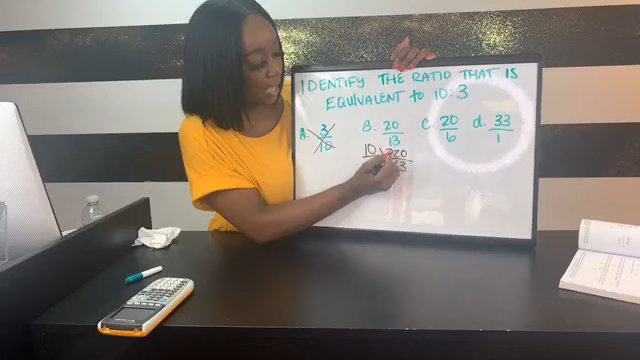 IDENTIFY THE RATIO THAT IS
EQUIVALENT to 10:3
A. 3/10 B. 20/13 C. 20/6 d. 33/1
10 20